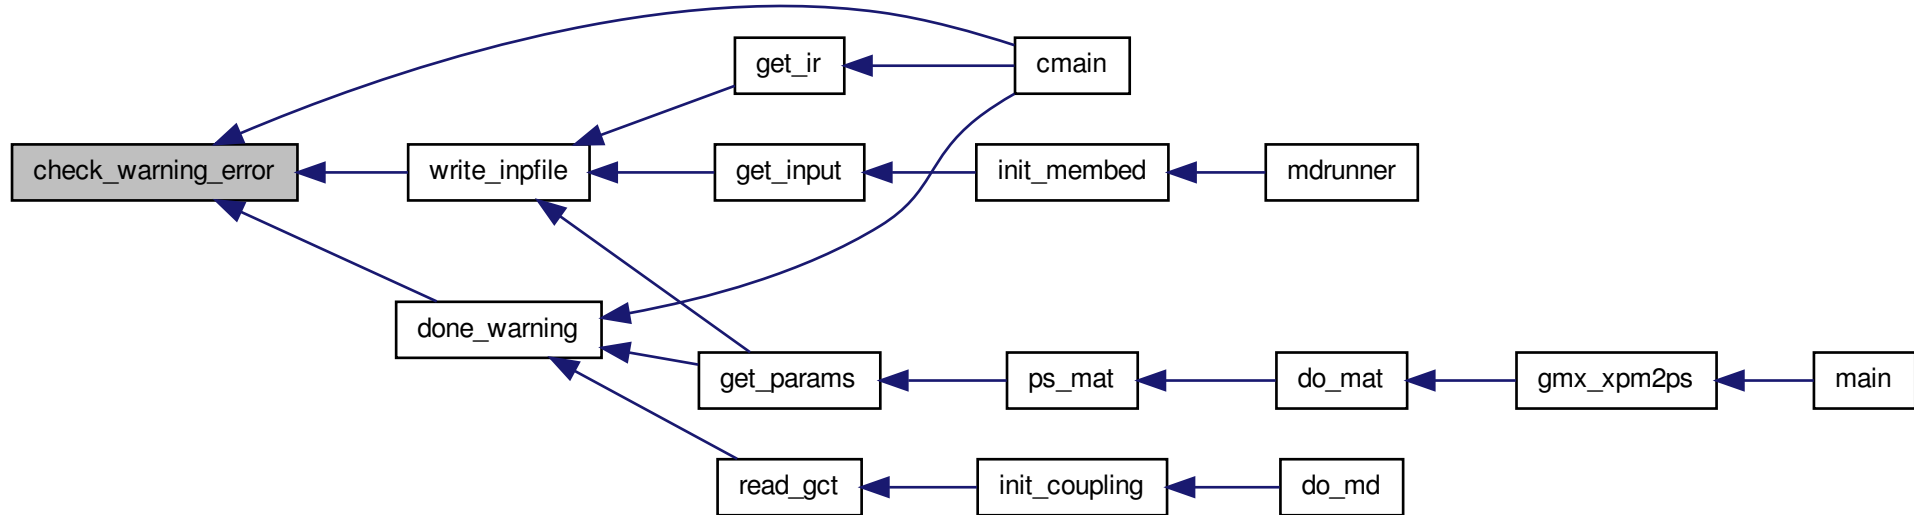 get_ir
cmain
check_warning_error
write_inpfile
get_input
init_membed
mdrunner
done_warning
get_params
ps_mat
do_mat
gmx_xpm2ps
main
read_gct
init_coupling
do_md